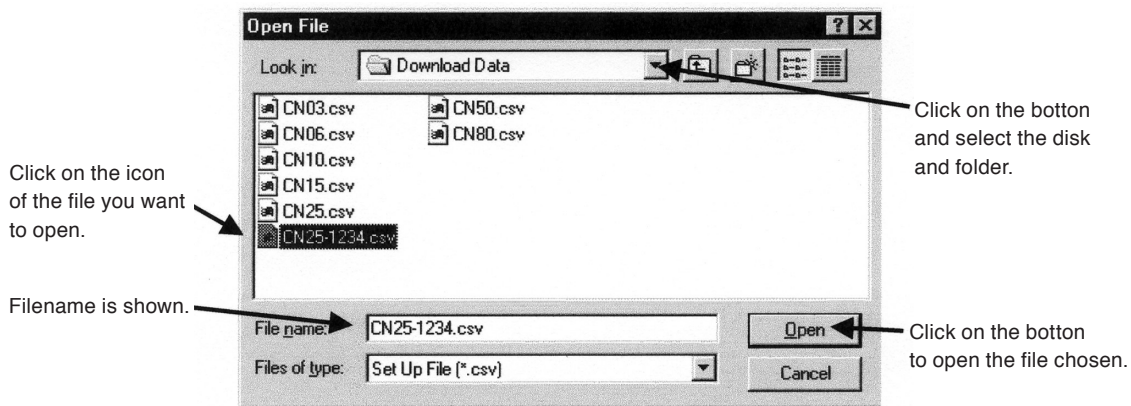 Open File
Look in: Download Data
CN03.csv CN50.csv
CN06.csv CN80.csv
CN10.csv
CN15.csv
CN25.csv
CN25-1234.csv
Click on the botton
and select the disk
and folder.
Click on the icon
of the file you want
to open.
Filename is shown.
File name: CN25-1234.csv Open
Files of type: Set Up File (*.csv) Cancel
Click on the botton
to open the file chosen.